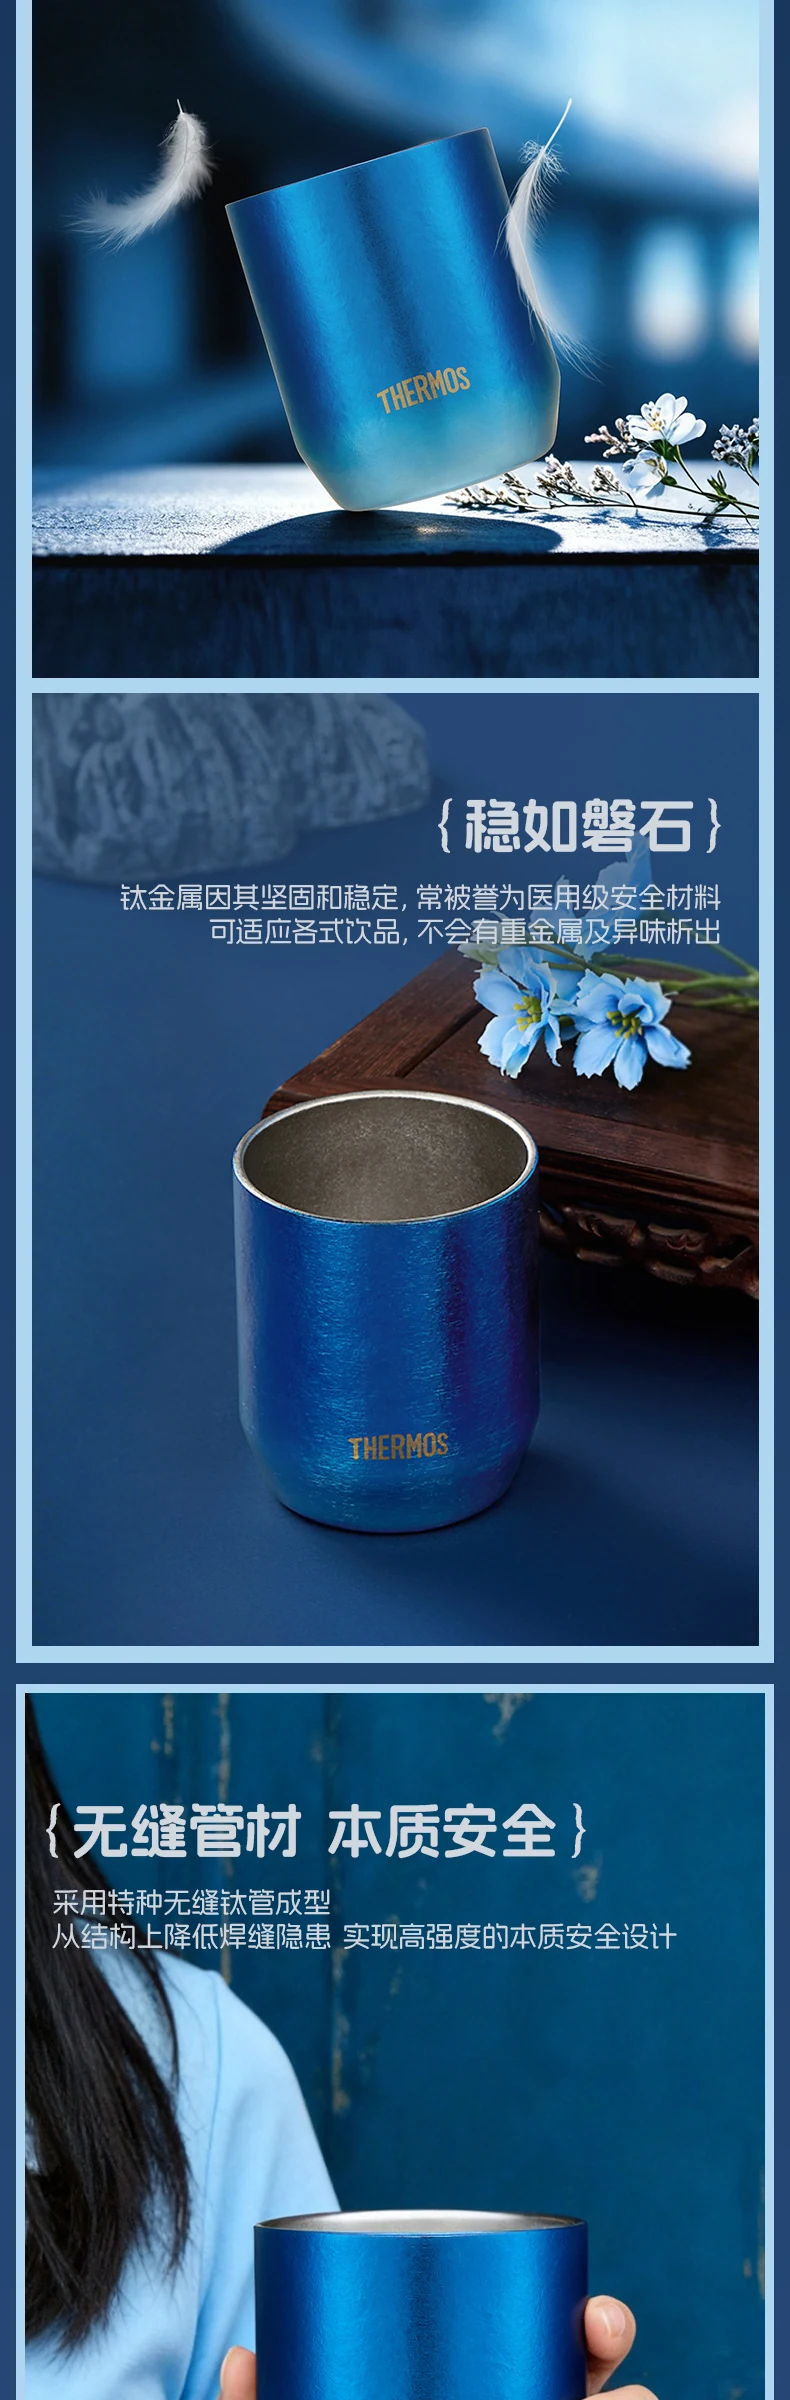 THERMOS
{稳如磐石}
钛金属因其坚固和稳定, 常被誉为医用级安全材料
可适应各式饮品, 不会有重金属及异味析出
THERMOS
{无缝管材 本质安全}
采用特种无缝钛管成型
从结构上降低焊缝隐患 实现高强度的本质安全设计